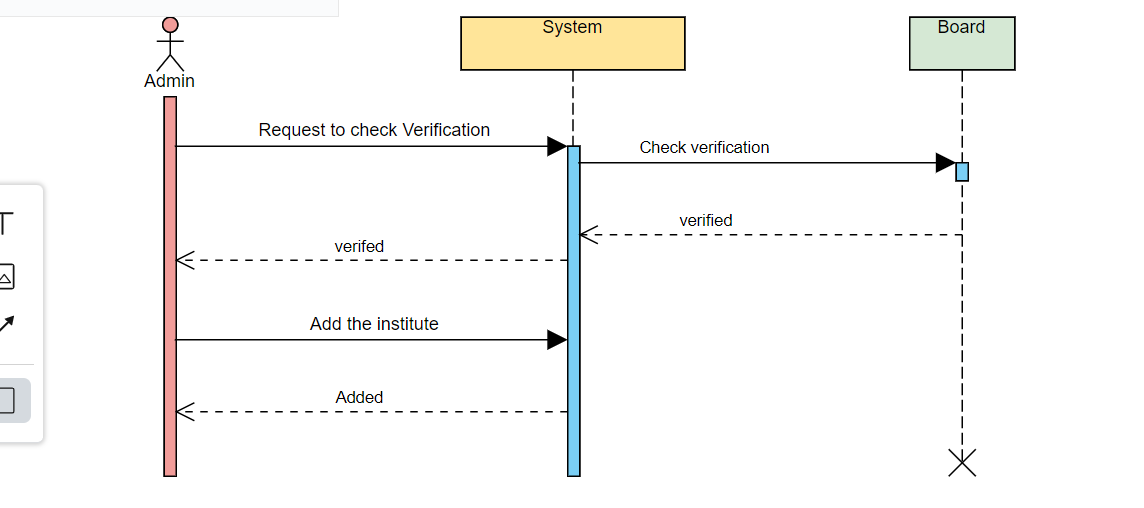 System
Board
Admin
Request to check Verification
Check verification
verified
verifed
Add the institute
Added